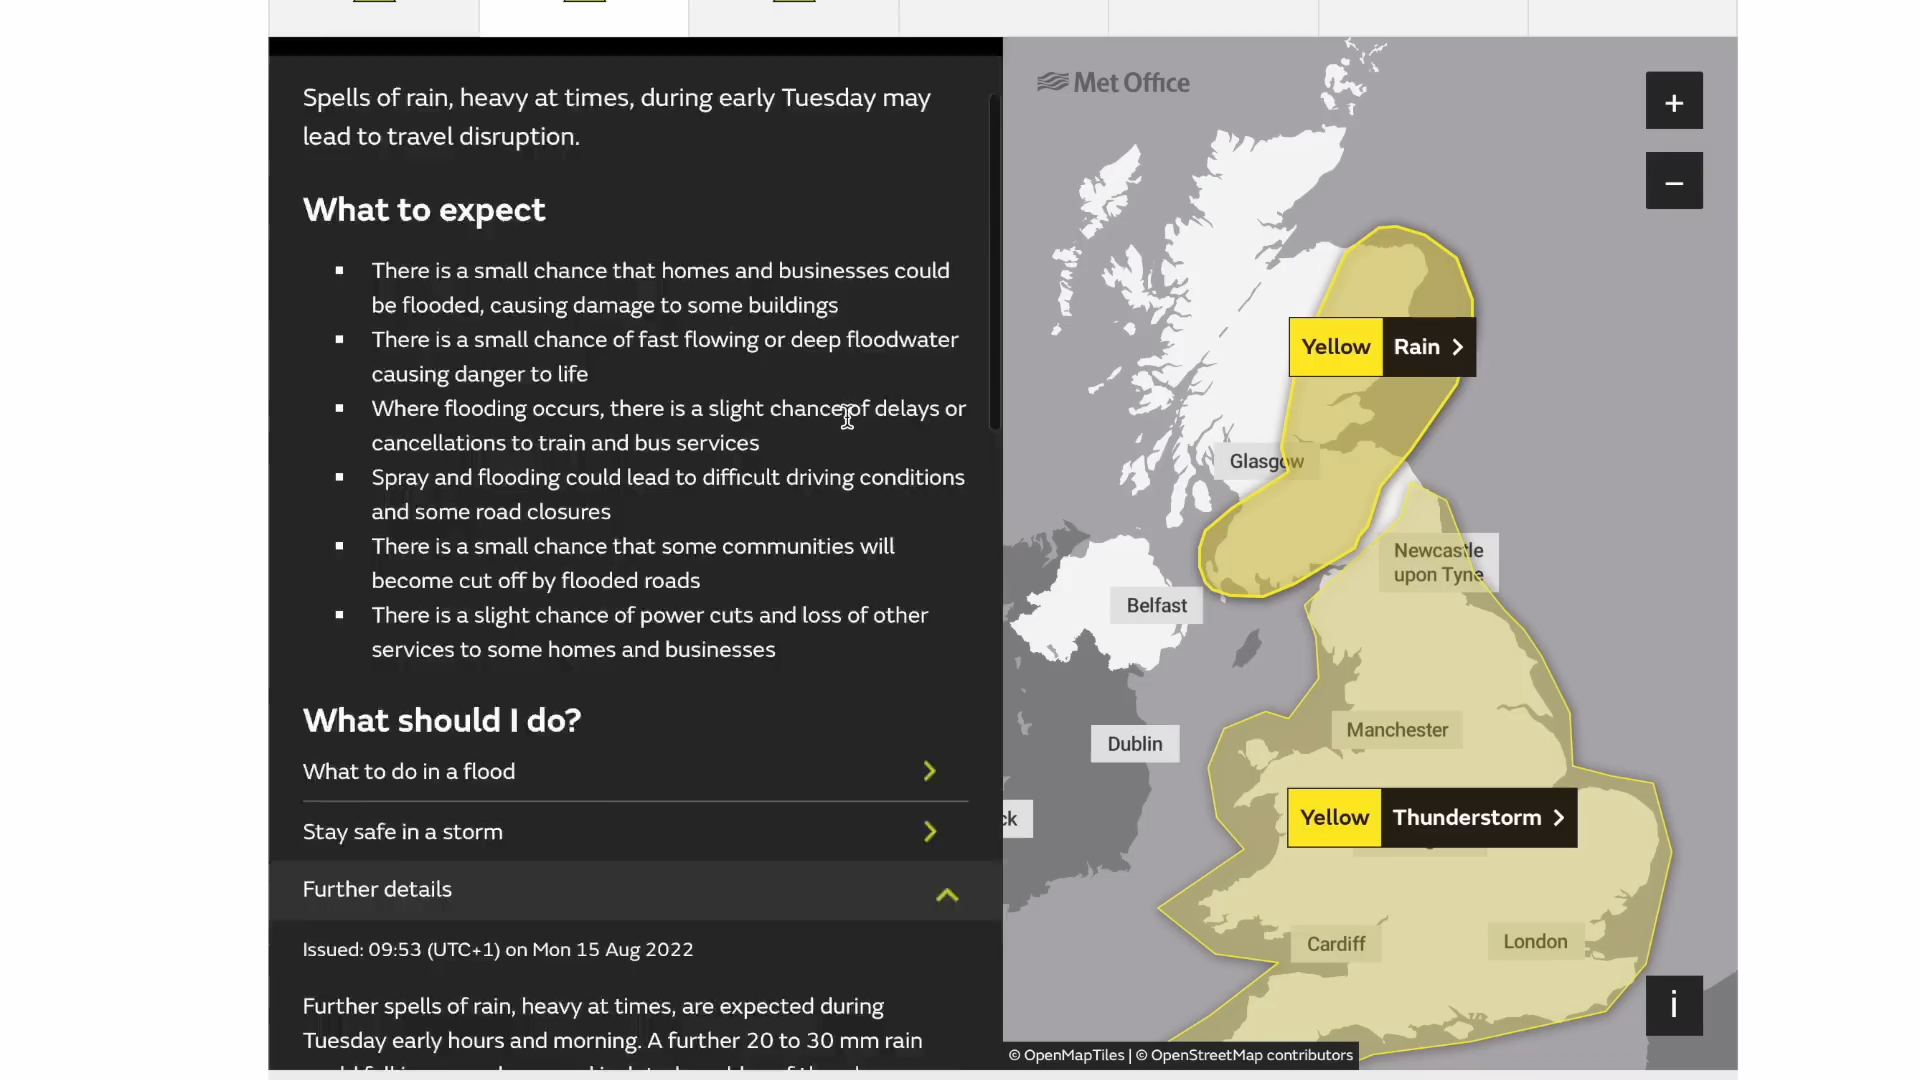 Spells of rain, heavy at times, during early Tuesday may
lead to travel disruption.
What to expect
There is a small chance that homes and businesses could
be flooded, causing damage to some buildings
There is a small chance of fast flowing or deep floodwater
causing danger to life
Where flooding occurs, there is a slight chance of delays or
cancellations to train and bus services
Spray and flooding could lead to difficult driving conditions
and some road closures
There is a small chance that some communities will
become cut off by flooded roads
There is a slight chance of power cuts and loss of other
services to some homes and businesses
What should I do?
What to do in a flood
Stay safe in a storm
Further details
Issued: 09:53 (UTC+1) on Mon 15 Aug 2022
Further spells of rain, heavy at times, are expected during
Tuesday early hours and morning. A further 20 to 30 mm rain
Met Office
+
−
Yellow Rain
Glasgow
Newcastle
upon Tyne
Belfast
Manchester
Dublin
Yellow Thunderstorm
ck
Cardiff
London
i
© OpenMapTiles | © OpenStreetMap contributors